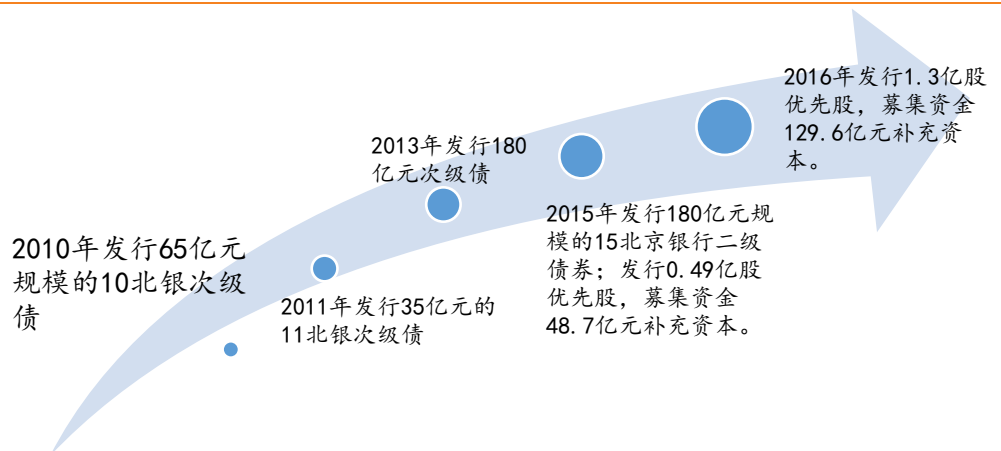 2010年发行65亿元
规模的10北银次级
债
2011年发行35亿元的
11北银次级债
2013年发行180
亿元次级债
2015年发行180亿元规
模的15北京银行二级
债券；发行0.49亿股
优先股，募集资金
48.7亿元补充资本。
2016年发行1.3亿股
优先股，募集资金
129.6亿元补充资
本。